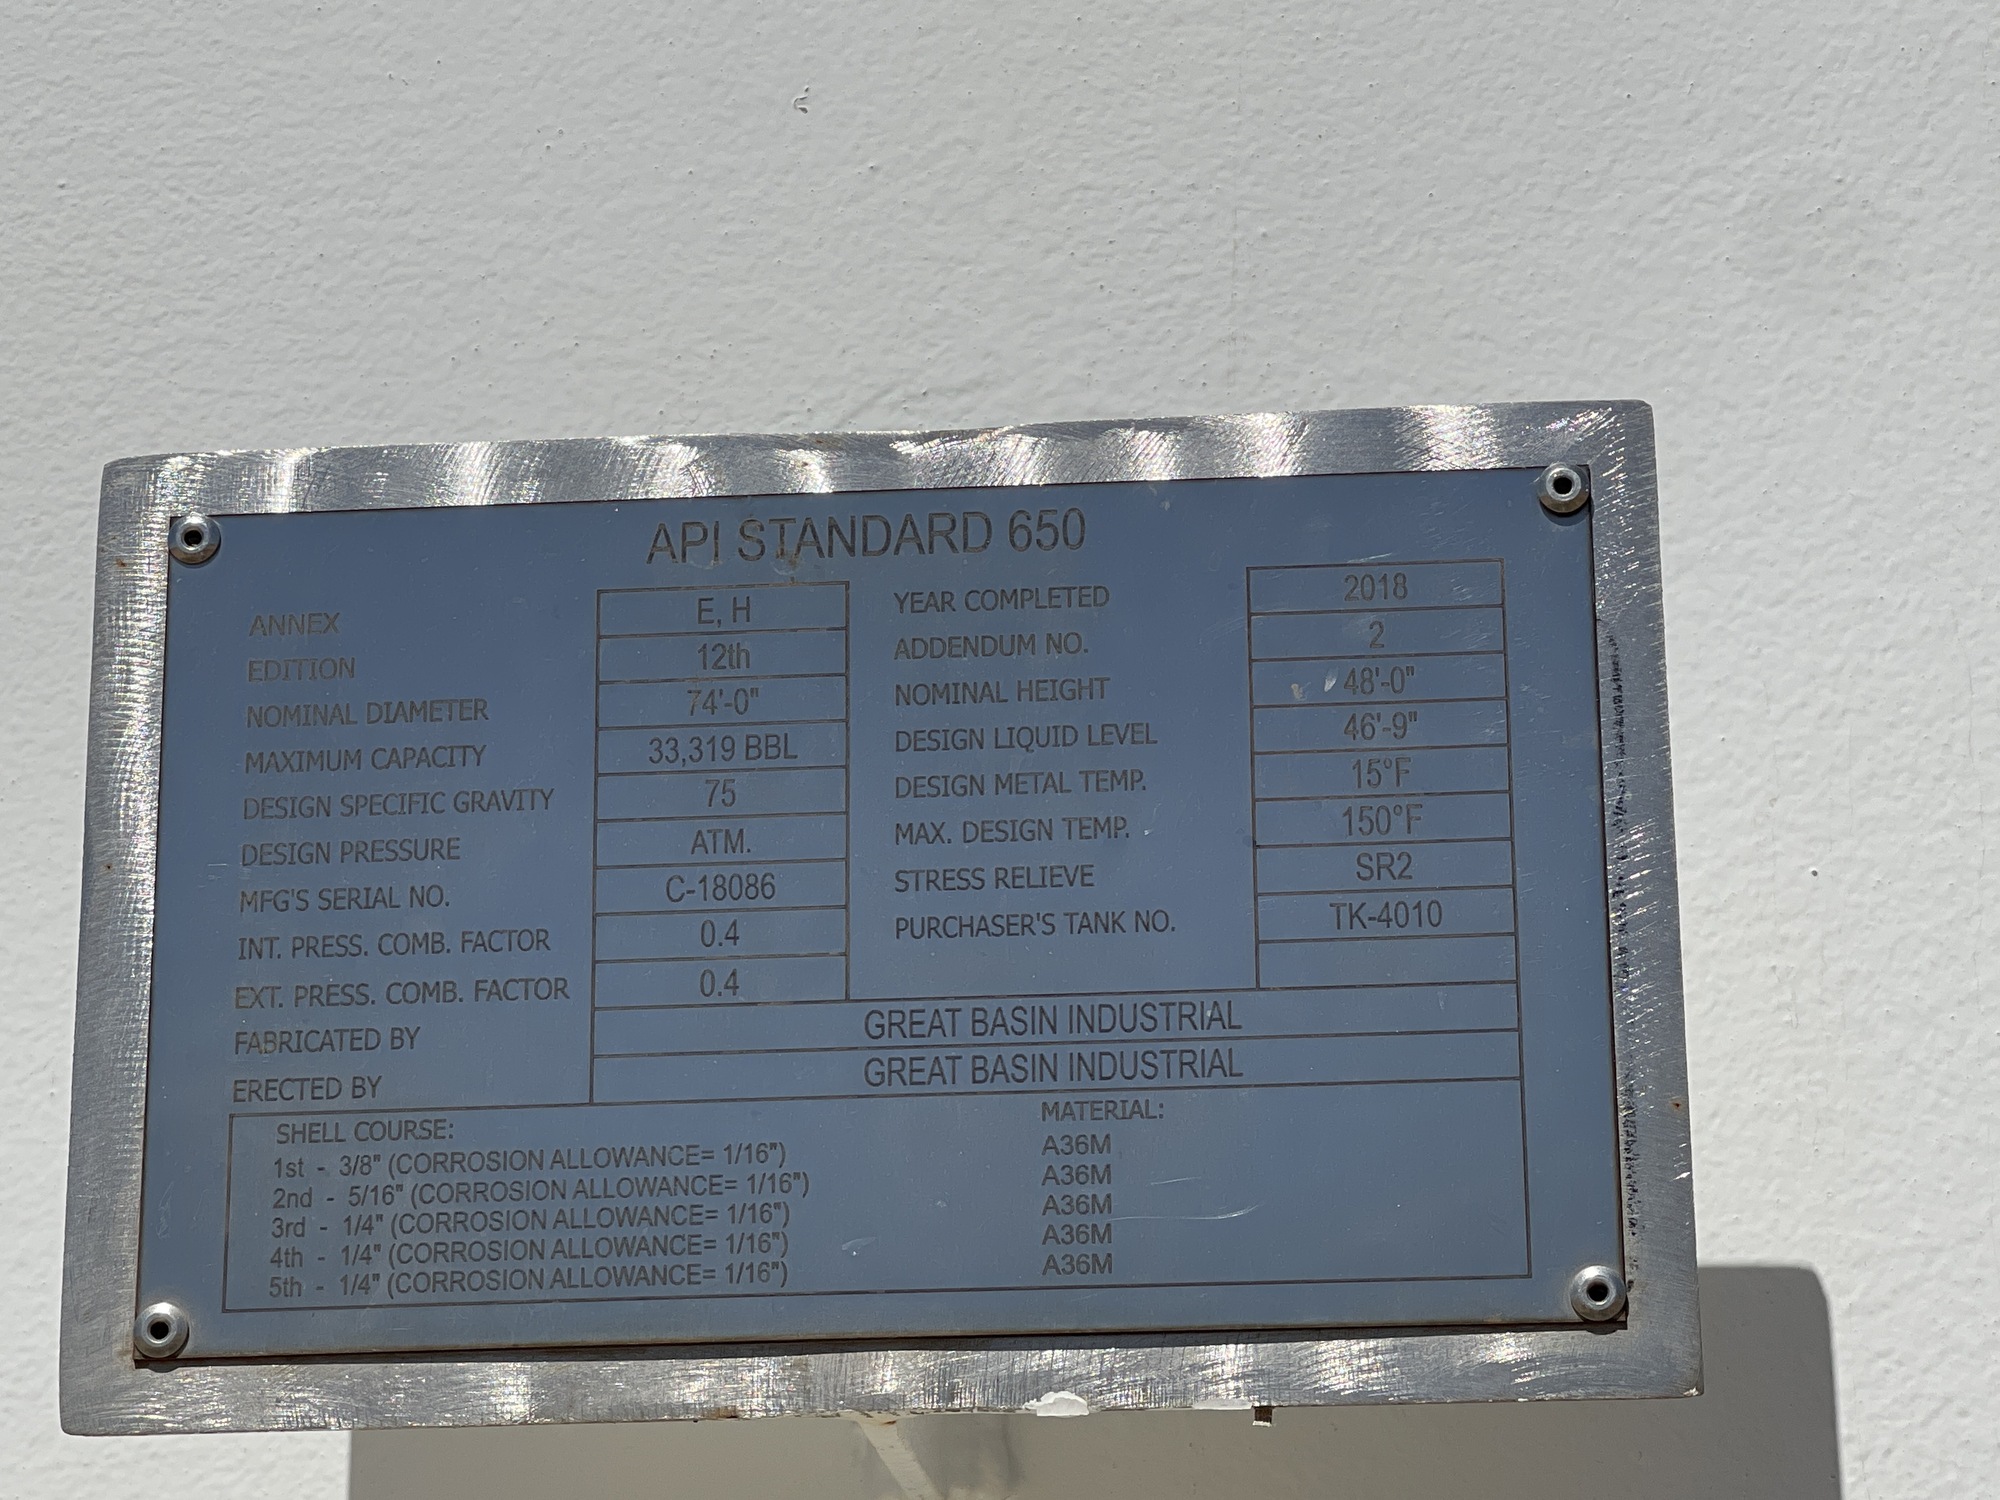 API STANDARD 650
ANNEX E, H YEAR COMPLETED 2018
EDITION 12th ADDENDUM NO. 2
NOMINAL DIAMETER 74'-0" NOMINAL HEIGHT 48'-0"
MAXIMUM CAPACITY 33,319 BBL DESIGN LIQUID LEVEL 46'-9"
DESIGN SPECIFIC GRAVITY 75 DESIGN METAL TEMP. 15°F
DESIGN PRESSURE ATM. MAX. DESIGN TEMP. 150°F
MFG'S SERIAL NO. C-18086 STRESS RELIEVE SR2
INT. PRESS. COMB. FACTOR 0.4 PURCHASER'S TANK NO. TK-4010
EXT. PRESS. COMB. FACTOR 0.4
FABRICATED BY GREAT BASIN INDUSTRIAL
ERECTED BY GREAT BASIN INDUSTRIAL
SHELL COURSE: MATERIAL:
1st - 3/8" (CORROSION ALLOWANCE= 1/16") A36M
2nd - 5/16" (CORROSION ALLOWANCE= 1/16") A36M
3rd - 1/4" (CORROSION ALLOWANCE= 1/16") A36M
4th - 1/4" (CORROSION ALLOWANCE= 1/16") A36M
5th - 1/4" (CORROSION ALLOWANCE= 1/16") A36M